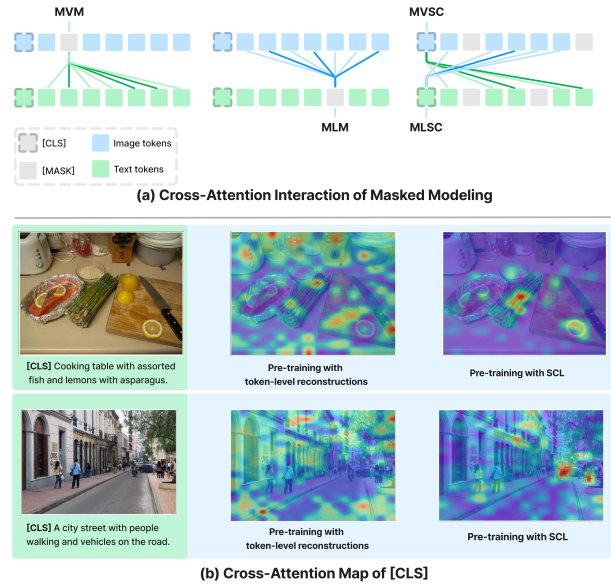 MVM
MVSC
MLM
MLSC
[CLS]
Image tokens
[MASK]
Text tokens
(a) Cross-Attention Interaction of Masked Modeling
[CLS] Cooking table with assorted
fish and lemons with asparagus.
Pre-training with
token-level reconstructions
Pre-training with SCL
[CLS] A city street with people
walking and vehicles on the road.
Pre-training with
token-level reconstructions
Pre-training with SCL
(b) Cross-Attention Map of [CLS]